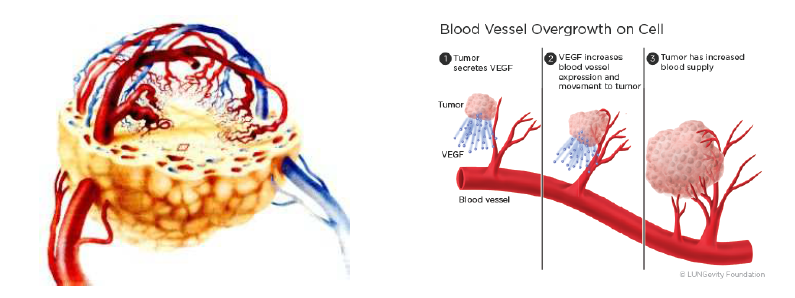 Blood Vessel Overgrowth on Cell
1 Tumor
secretes VEGF
2 VEGF increases
blood vessel
expression and
movement to tumor
3 Tumor has increased
blood supply
Tumor
VEGF
Blood vessel
© LUNGevity Foundation